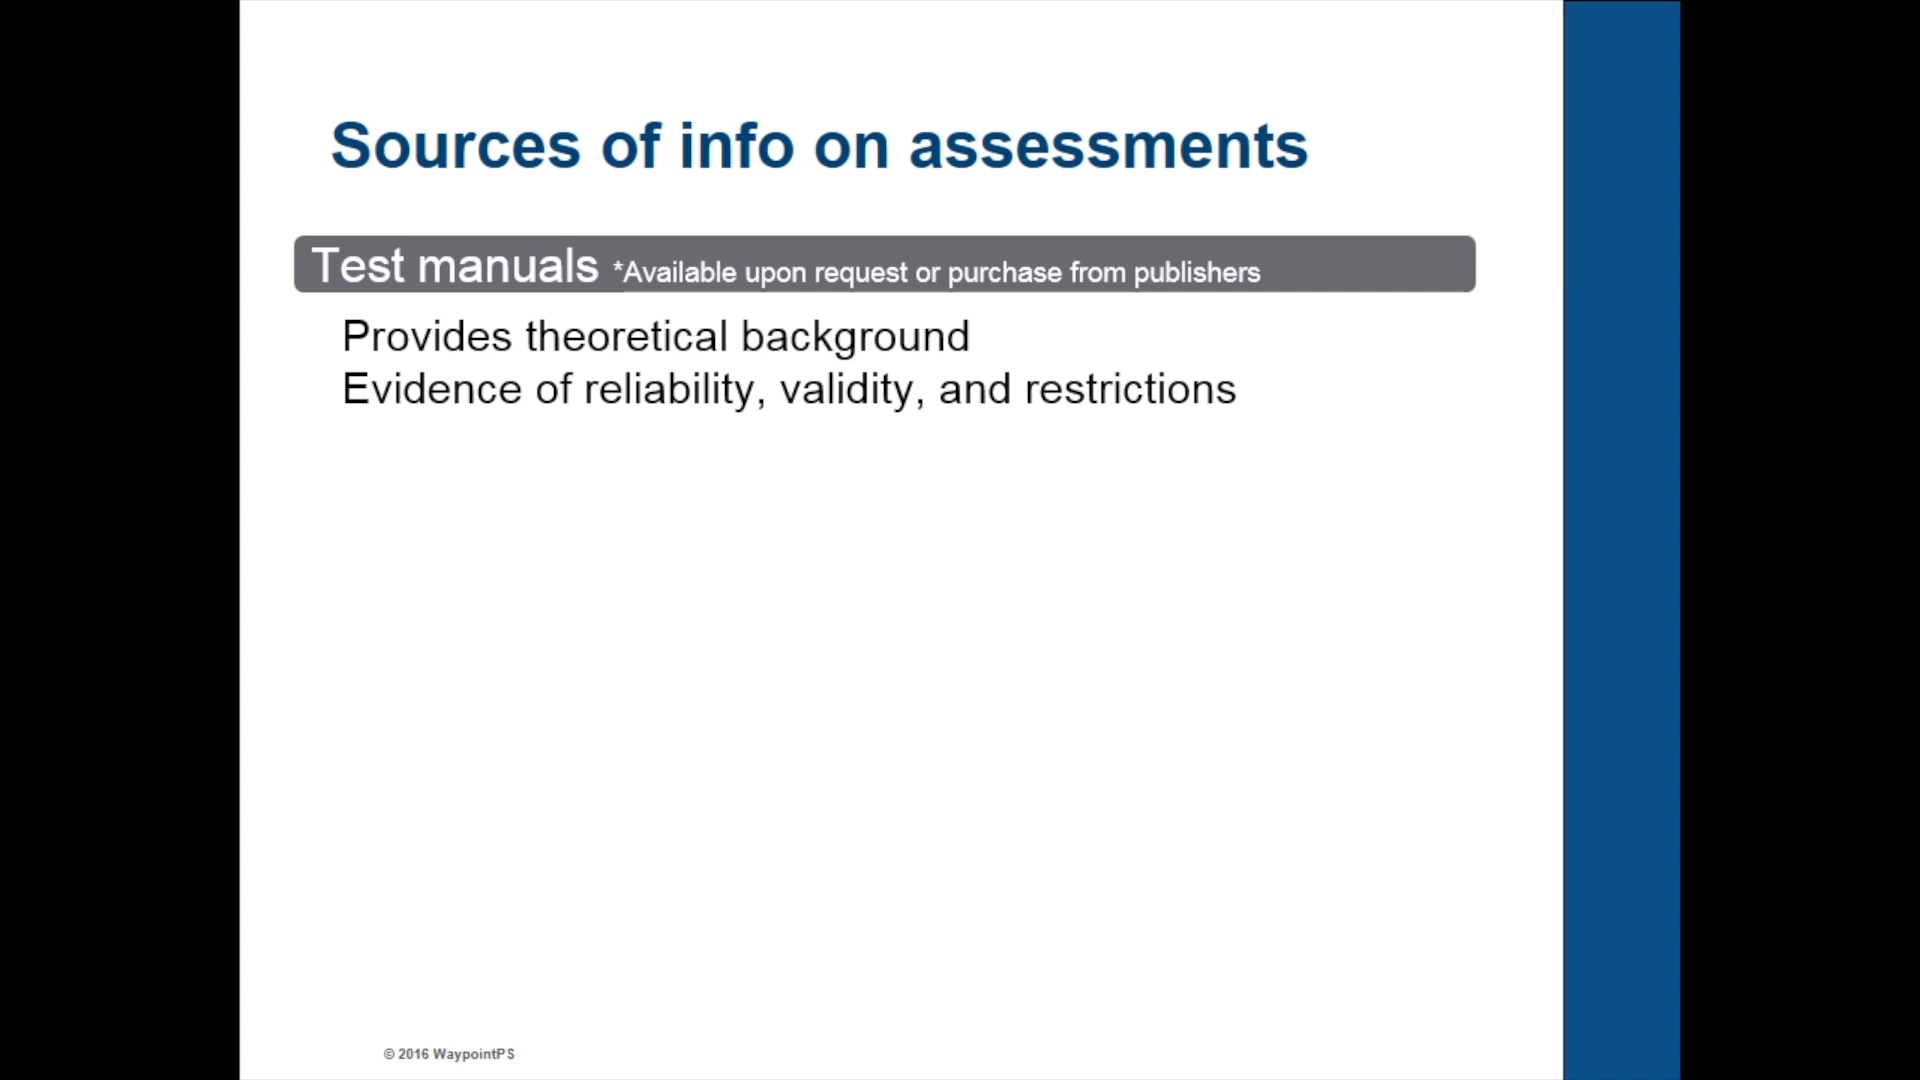 Sources of info on assessments
Test manuals *Available upon request or purchase from publishers
Provides theoretical background
Evidence of reliability, validity, and restrictions
© 2016 WaypointPS